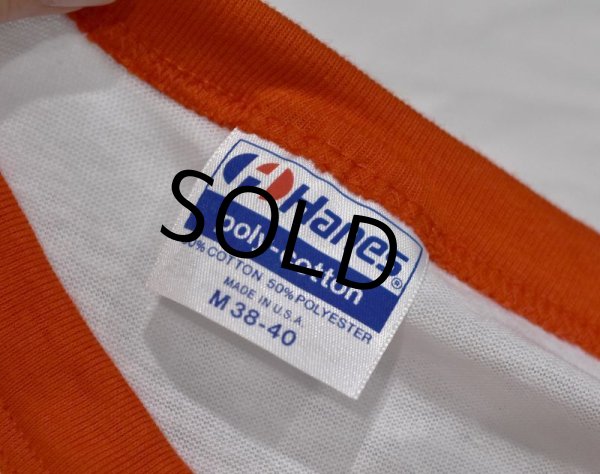 Hanes®
poly-cotton
50% COTTON 50% POLYESTER
MADE IN U.S.A.
M 38-40
SOLD